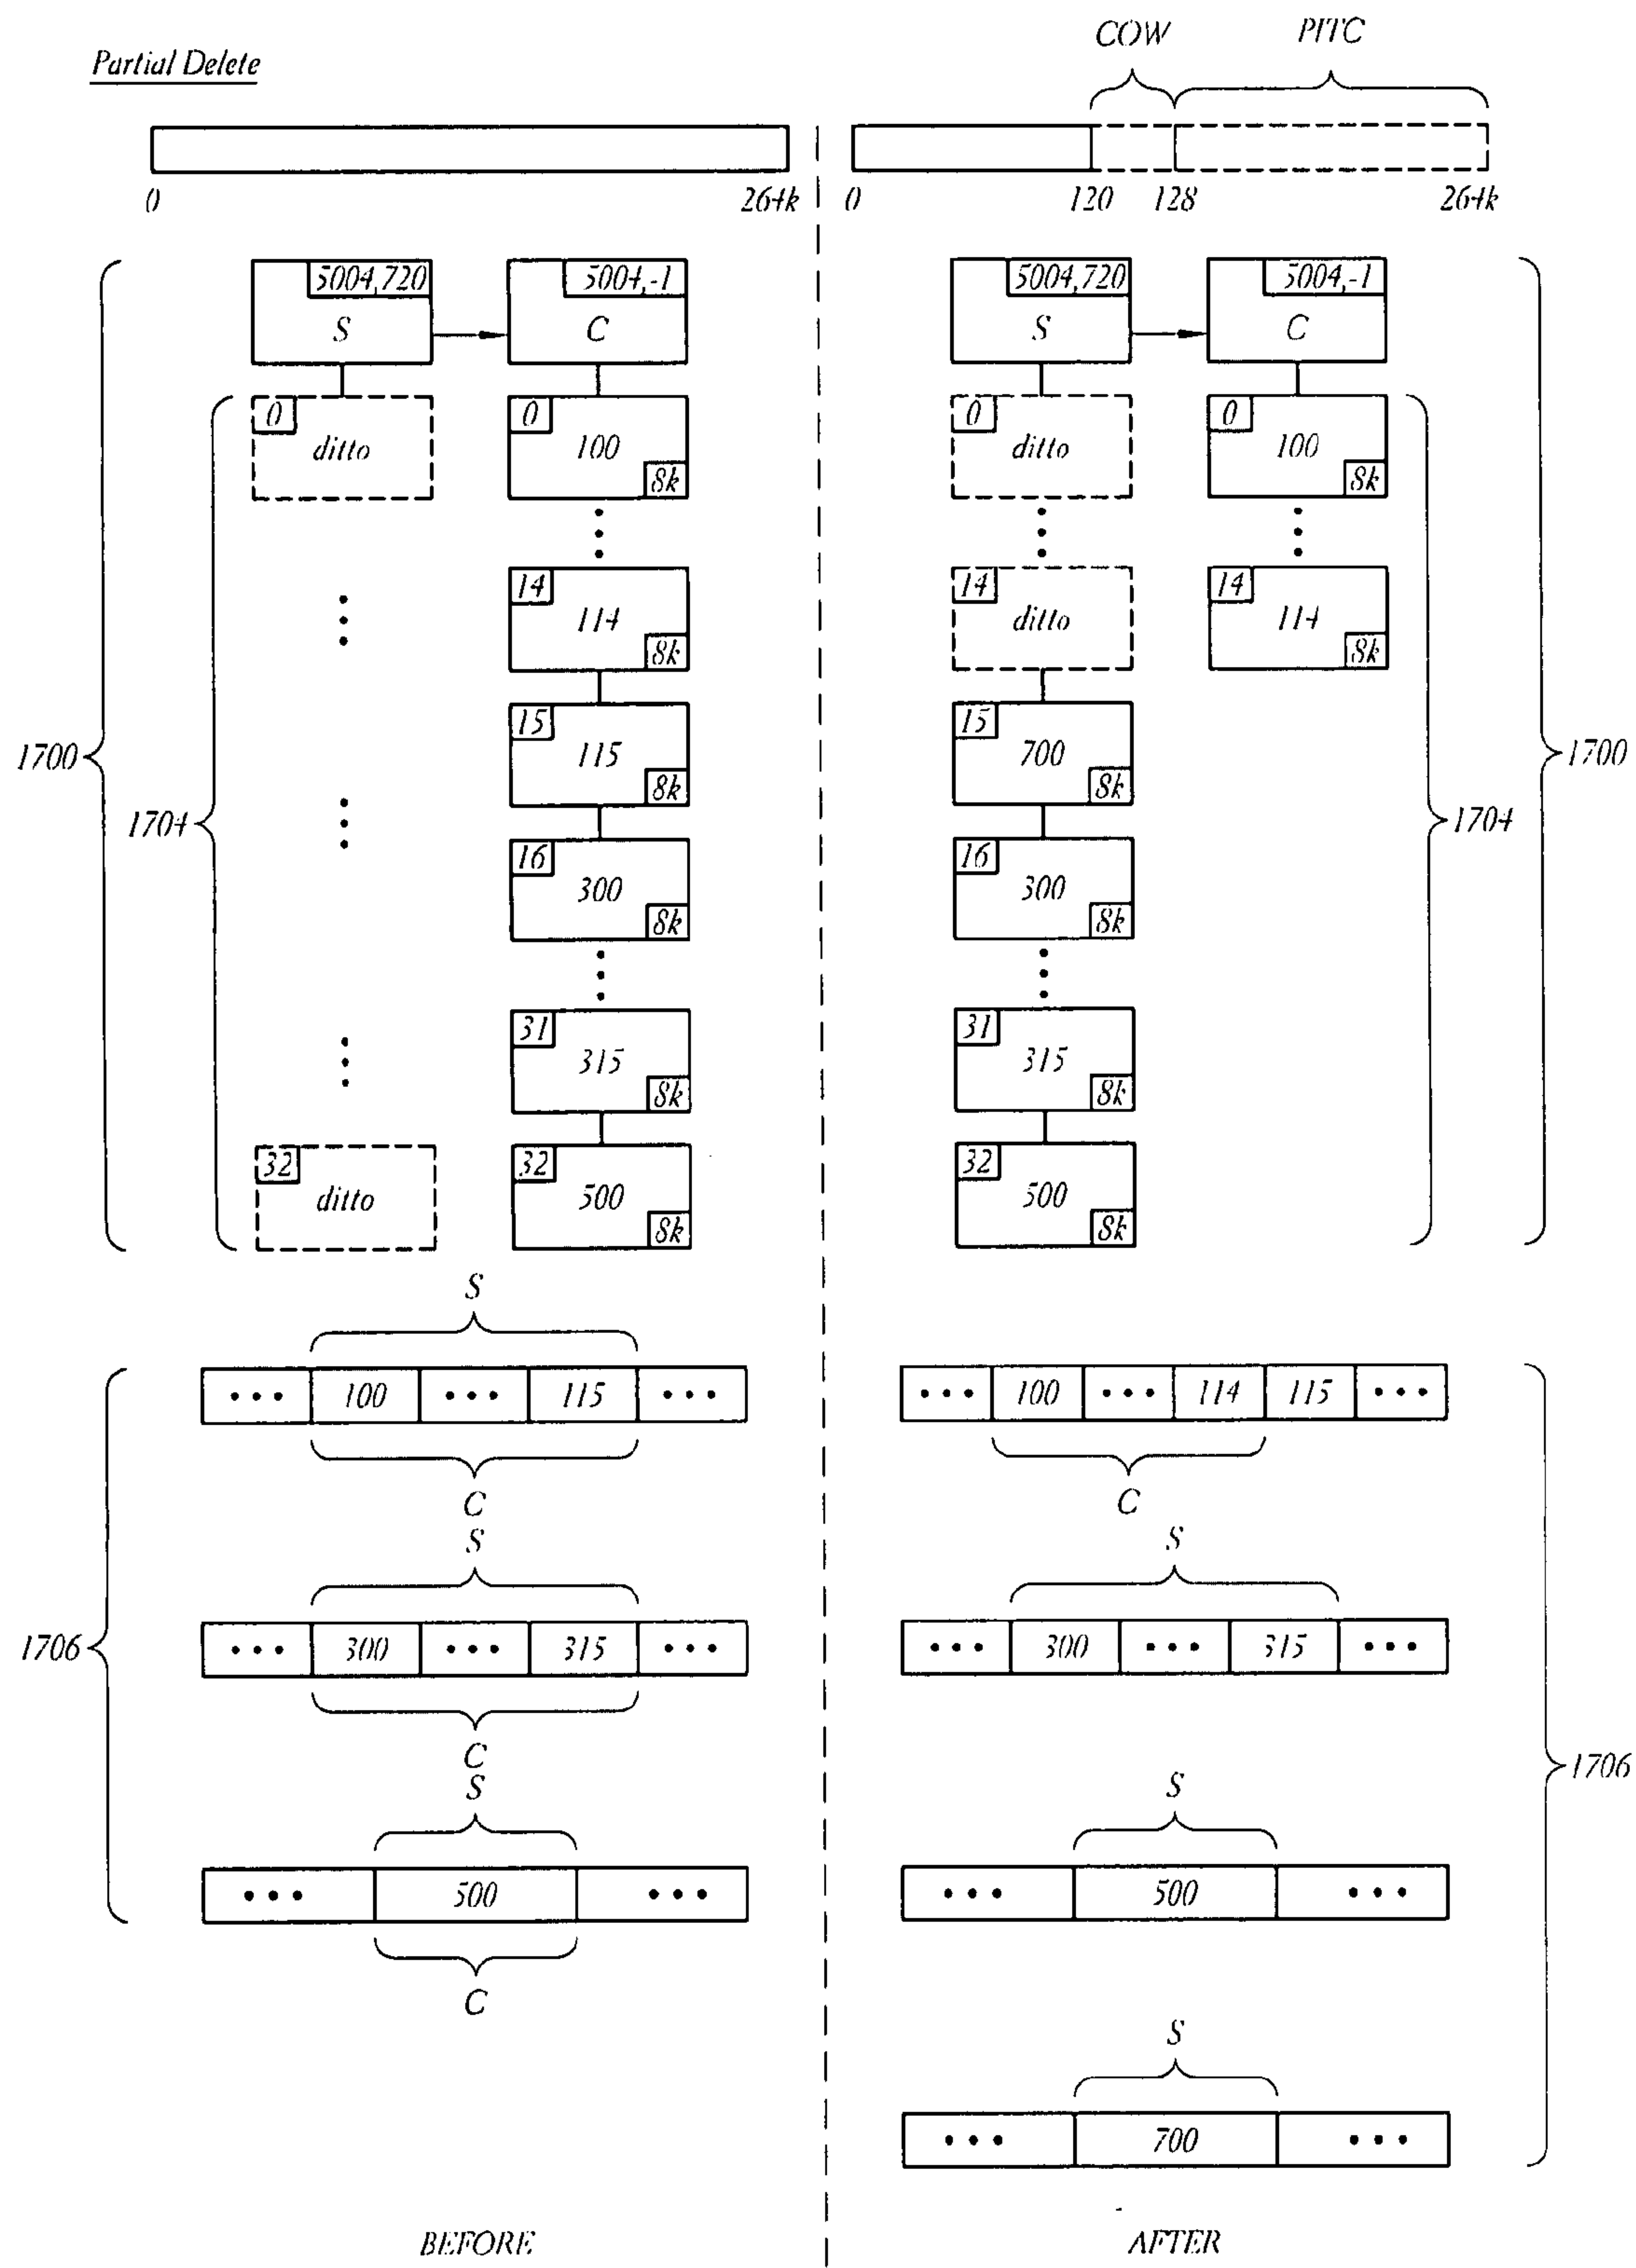 COW PITC
Partial Delete
0 264k 0 120 128 264k
5004,720 5004,-1 5004,720 5004,-1
S C S C
0 0 0 0
ditto 100 ditto 100
8k 8k
14 14 14
114 ditto 114
8k 8k
15 15
1700 115 700 1700
8k 8k
1704 1704
16 16
300 300
8k 8k
31 31
315 315
8k 8k
32 32 32
ditto 500 500
8k 8k
S
100 115 100 114 115
C C
S S
1706 300 315 300 315
C
S S 1706
500 500
C
S
700
BEFORE AFTER